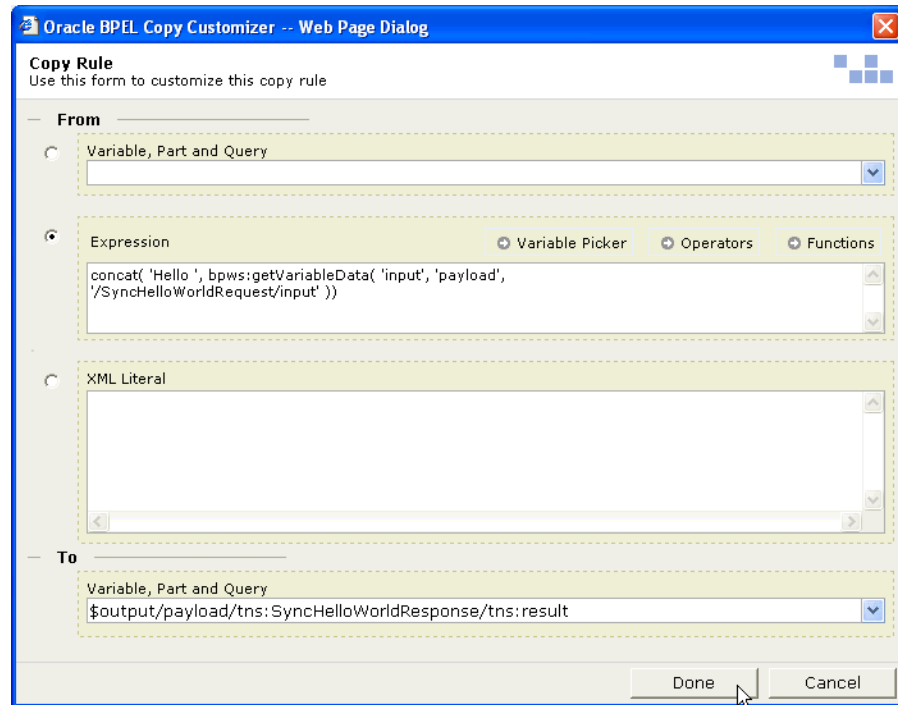 Oracle BPEL Copy Customizer -- Web Page Dialog
Copy Rule
Use this form to customize this copy rule
From
Variable, Part and Query
Expression Variable Picker Operators Functions
concat( 'Hello ', bpws:getVariableData( 'input', 'payload',
'/SyncHelloWorldRequest/input' ))
XML Literal
To
Variable, Part and Query
$output/payload/tns:SyncHelloWorldResponse/tns:result
Done Cancel